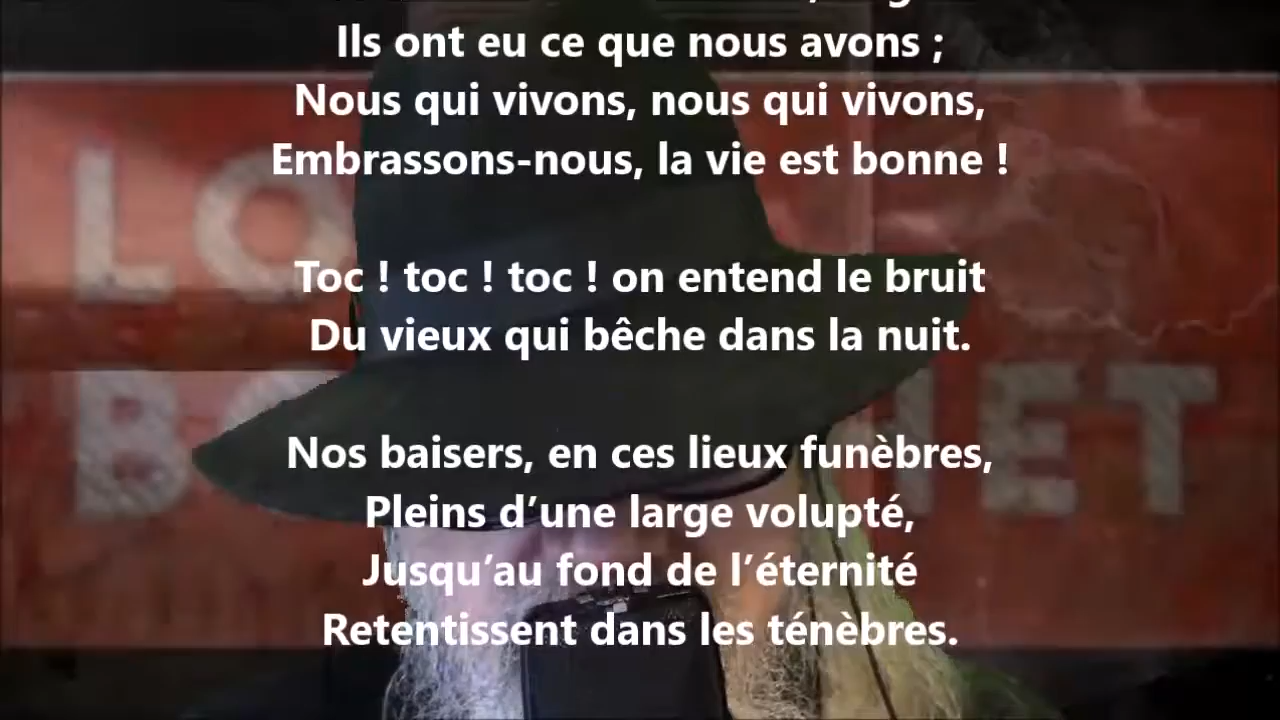 Ils ont eu ce que nous avons ;
Nous qui vivons, nous qui vivons,
Embrassons-nous, la vie est bonne !
Toc ! toc ! toc ! on entend le bruit
Du vieux qui bêche dans la nuit.
Nos baisers, en ces lieux funèbres,
Pleins d’une large volupté,
Jusqu’au fond de l’éternité
Retentissent dans les ténèbres.